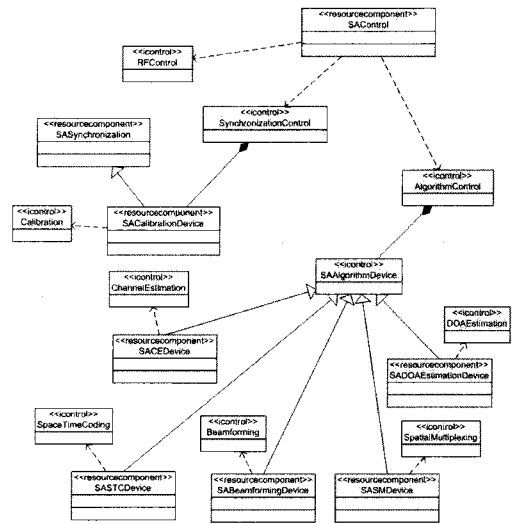 <<resourcecomponent>>
SAControl
<<icontrol>>
RFControl
<<icontrol>>
SynchronizationControl
<<resourcecomponent>>
SASynchronization
<<icontrol>>
AlgorithmControl
<<icontrol>>
Calibration
<<resourcecomponent>>
SACalibrationDevice
<<icontrol>>
SAAlgorithmDevice
<<icontrol>>
ChannelEstimation
<<icontrol>>
DOAEstimation
<<resourcecomponent>>
SACEDevice
<<resourcecomponent>>
SADOAEstimationDevice
<<icontrol>>
SpaceTimeCoding
<<icontrol>>
Beamforming
<<icontrol>>
SpatialMultiplexing
<<resourcecomponent>>
SASTCDevice
<<resourcecomponent>>
SABeamformingDevice
<<resourcecomponent>>
SASMDevice